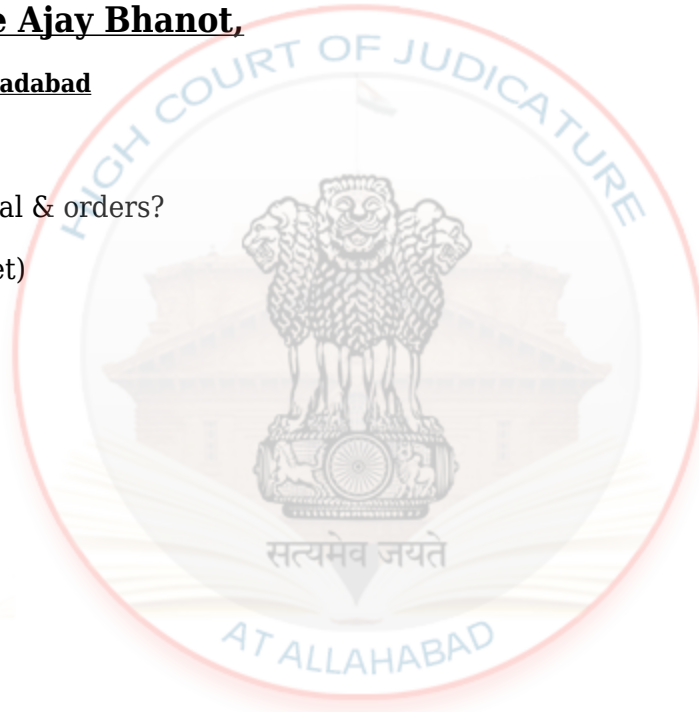 e Ajay Bhanot,
adabad
HIGH COURT OF JUDICATURE
al & orders?
et)
सत्यमेव जयते
AT ALLAHABAD